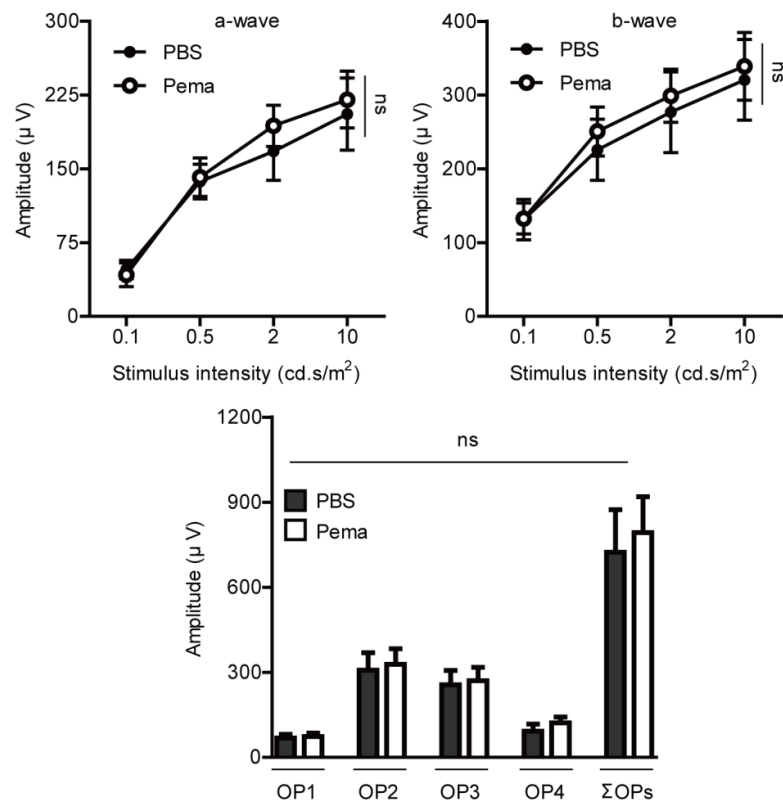 a-wave
PBS
Pema
ns
Amplitude (μ V)
300
225
150
75
0
0.1 0.5 2 10
Stimulus intensity (cd.s/m²)
b-wave
PBS
Pema
ns
Amplitude (μ V)
400
300
200
100
0
0.1 0.5 2 10
Stimulus intensity (cd.s/m²)
ns
PBS
Pema
Amplitude (μ V)
1200
900
600
300
0
OP1 OP2 OP3 OP4 ΣOPs